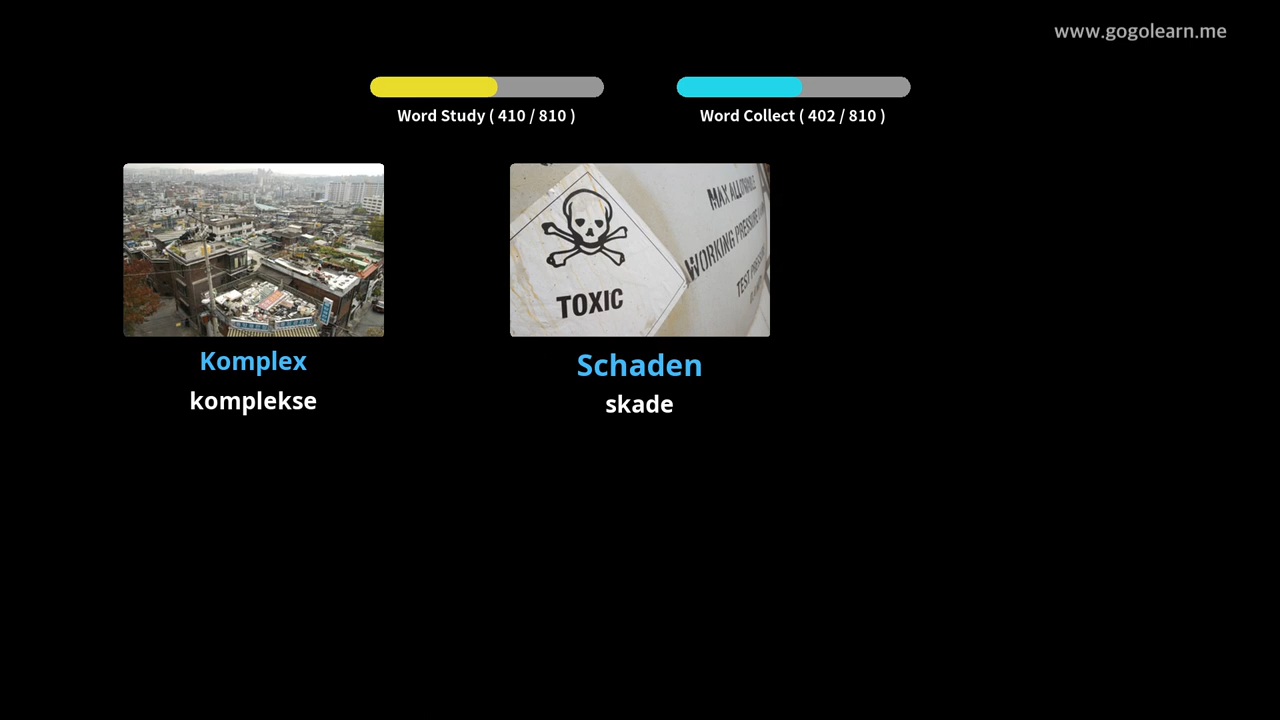 www.gogolearn.me
Word Study ( 410 / 810 )
Word Collect ( 402 / 810 )
TOXIC
MAX ALLOWABLE
WORKING PRESSURE
TEST
Komplex
komplekse
Schaden
skade